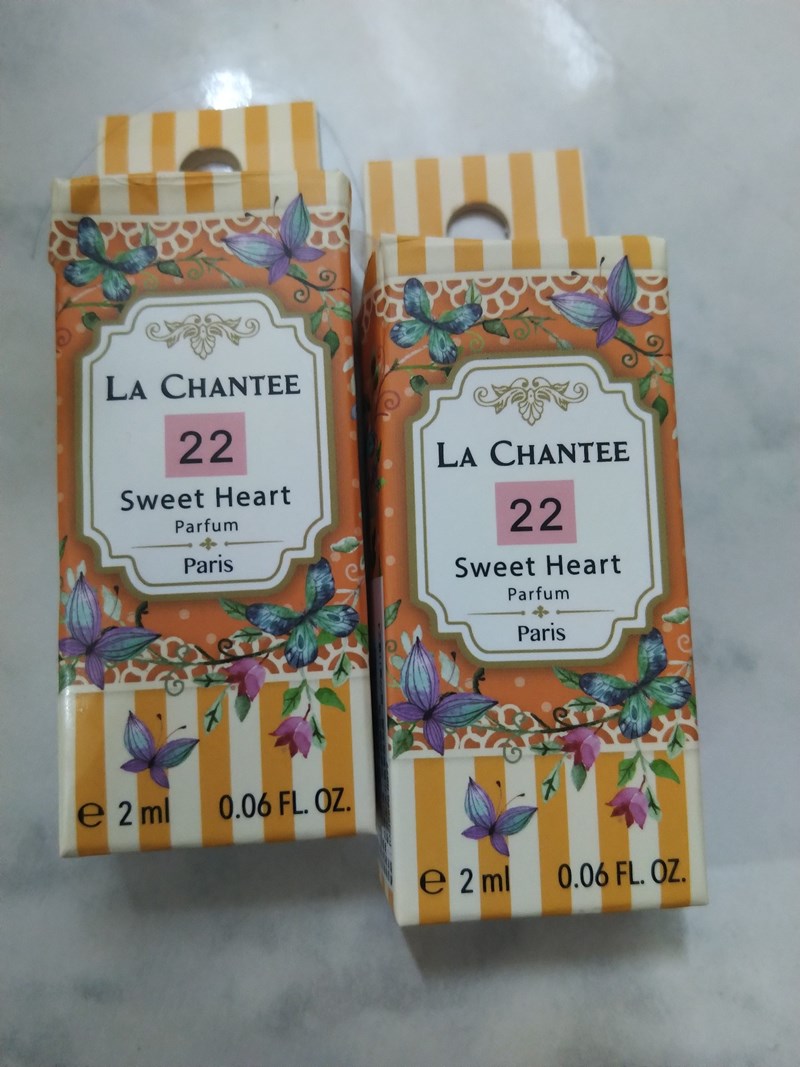 LA CHANTEE
22
Sweet Heart
Parfum
Paris
e 2 ml 0.06 FL. OZ.
LA CHANTEE
22
Sweet Heart
Parfum
Paris
e 2 ml 0.06 FL. OZ.